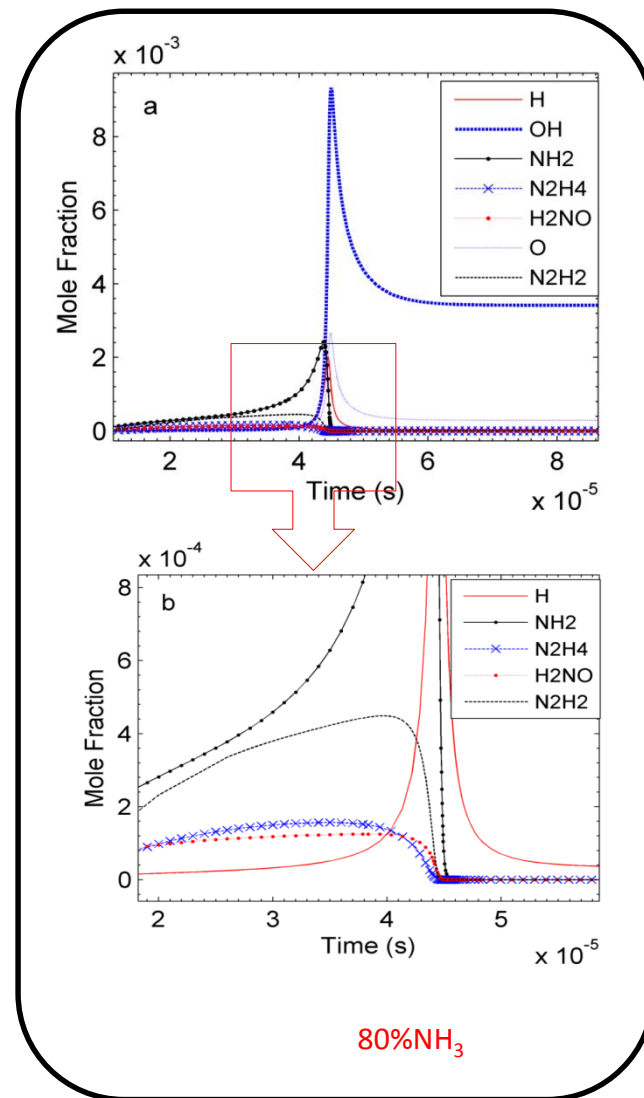 x 10⁻³
a
H
OH
NH2
N2H4
H2NO
O
N2H2
Mole Fraction
8
6
4
2
0
2 4 6 8
Time (s)
x 10⁻⁵
x 10⁻⁴
b
H
NH2
N2H4
H2NO
N2H2
Mole Fraction
8
6
4
2
0
3 4 5
Time (s)
x 10⁻⁵
80%NH₃